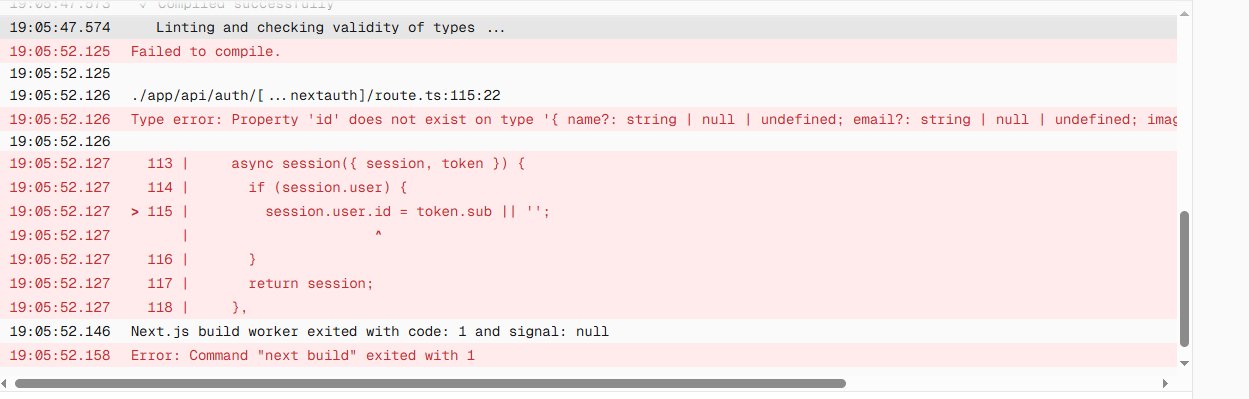 19:05:47.573 ✓ Compiled successfully
19:05:47.574 Linting and checking validity of types ...
19:05:52.125 Failed to compile.
19:05:52.125
19:05:52.126 ./app/api/auth/[...nextauth]/route.ts:115:22
19:05:52.126 Type error: Property 'id' does not exist on type '{ name?: string | null | undefined; email?: string | null | undefined; imag
19:05:52.126
19:05:52.127 113 | async session({ session, token }) {
19:05:52.127 114 | if (session.user) {
19:05:52.127 > 115 | session.user.id = token.sub || '';
19:05:52.127 | ^
19:05:52.127 116 | }
19:05:52.127 117 | return session;
19:05:52.127 118 | },
19:05:52.146 Next.js build worker exited with code: 1 and signal: null
19:05:52.158 Error: Command "next build" exited with 1